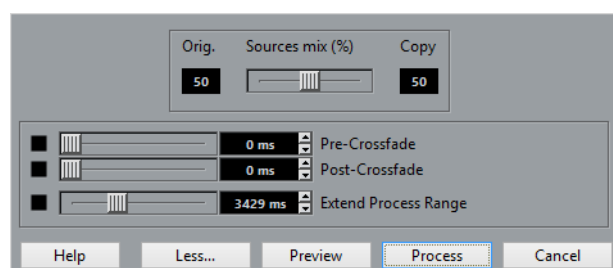 Orig. Sources mix (%) Copy
50 50
0 ms Pre-Crossfade
0 ms Post-Crossfade
3429 ms Extend Process Range
Help Less... Preview Process Cancel